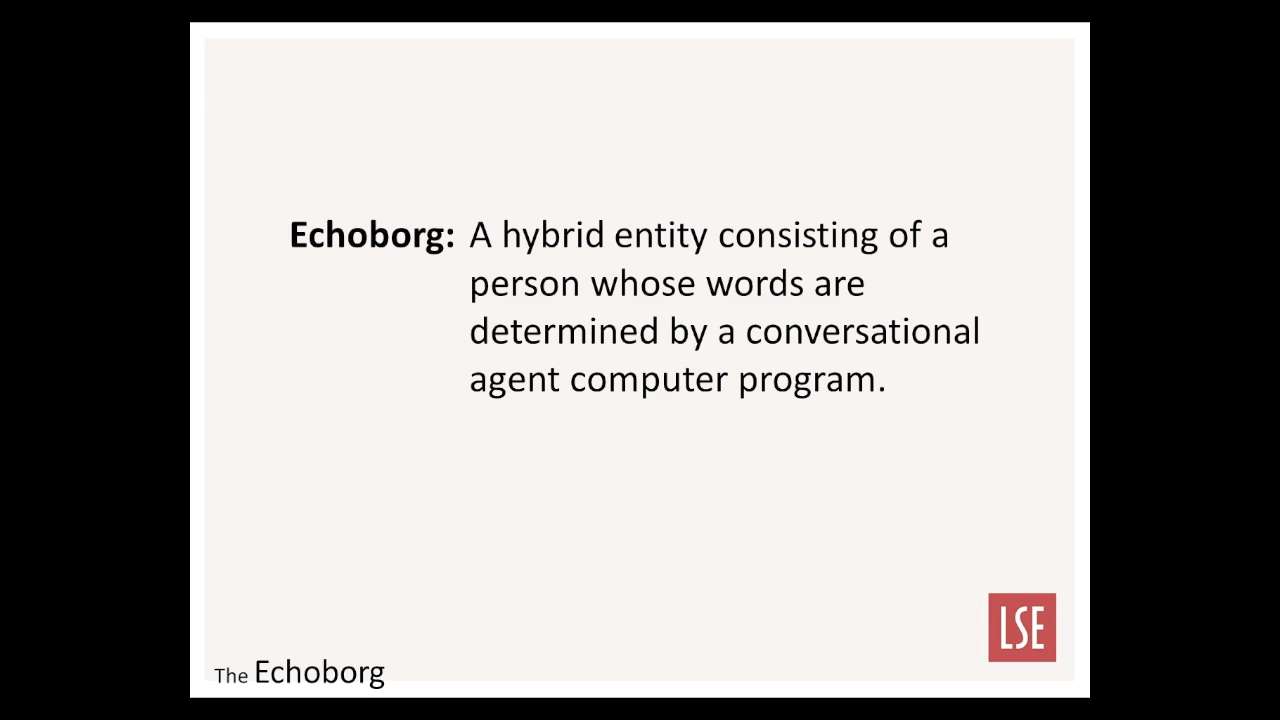 Echoborg: A hybrid entity consisting of a
person whose words are
determined by a conversational
agent computer program.
LSE
The Echoborg